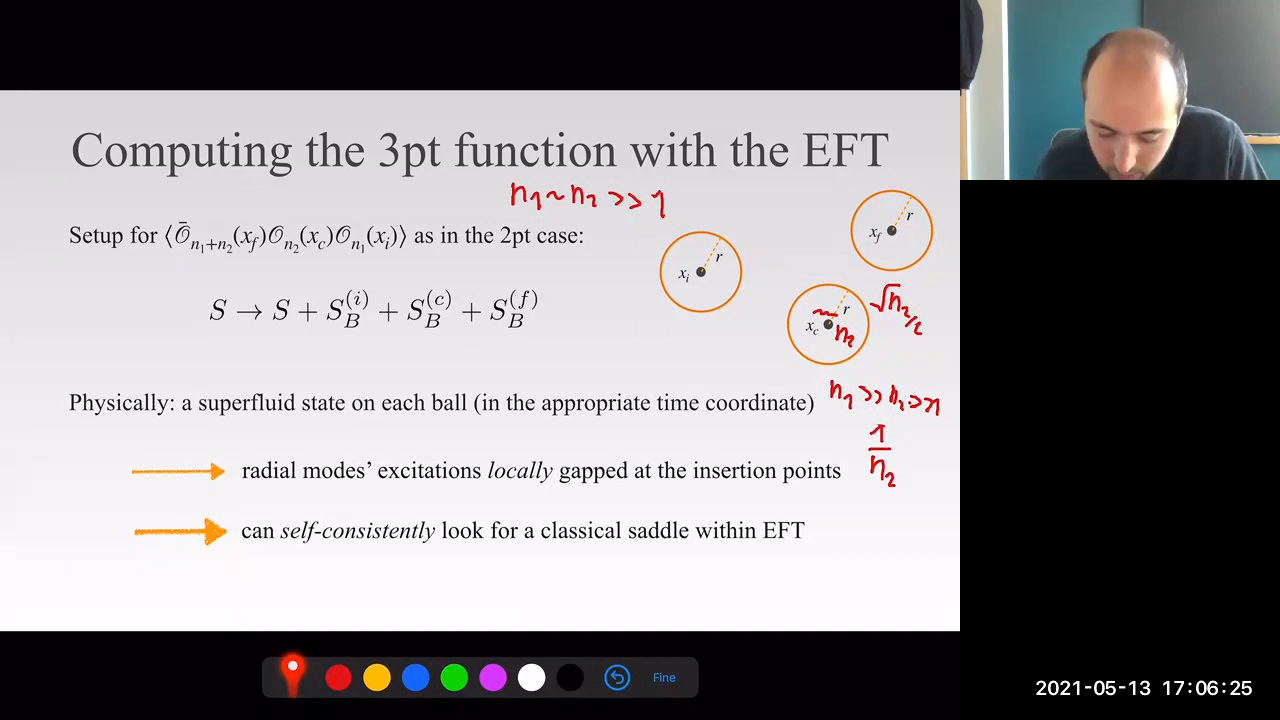 Computing the 3pt function with the EFT
n₁ ~ n₂ >> 1
Setup for ⟨Ō_{n₁+n₂}(x_f)O_{n₂}(x_c)O_{n₁}(x_i)⟩ as in the 2pt case:
S → S + S_B^{(i)} + S_B^{(c)} + S_B^{(f)}
x_i r
x_f r
x_c r
n₂
√n₂/₂
Physically: a superfluid state on each ball (in the appropriate time coordinate)
n₁ >> n₂ >> 1
radial modes' excitations locally gapped at the insertion points
1/n₂
can self-consistently look for a classical saddle within EFT
Fine
2021-05-13 17:06:25